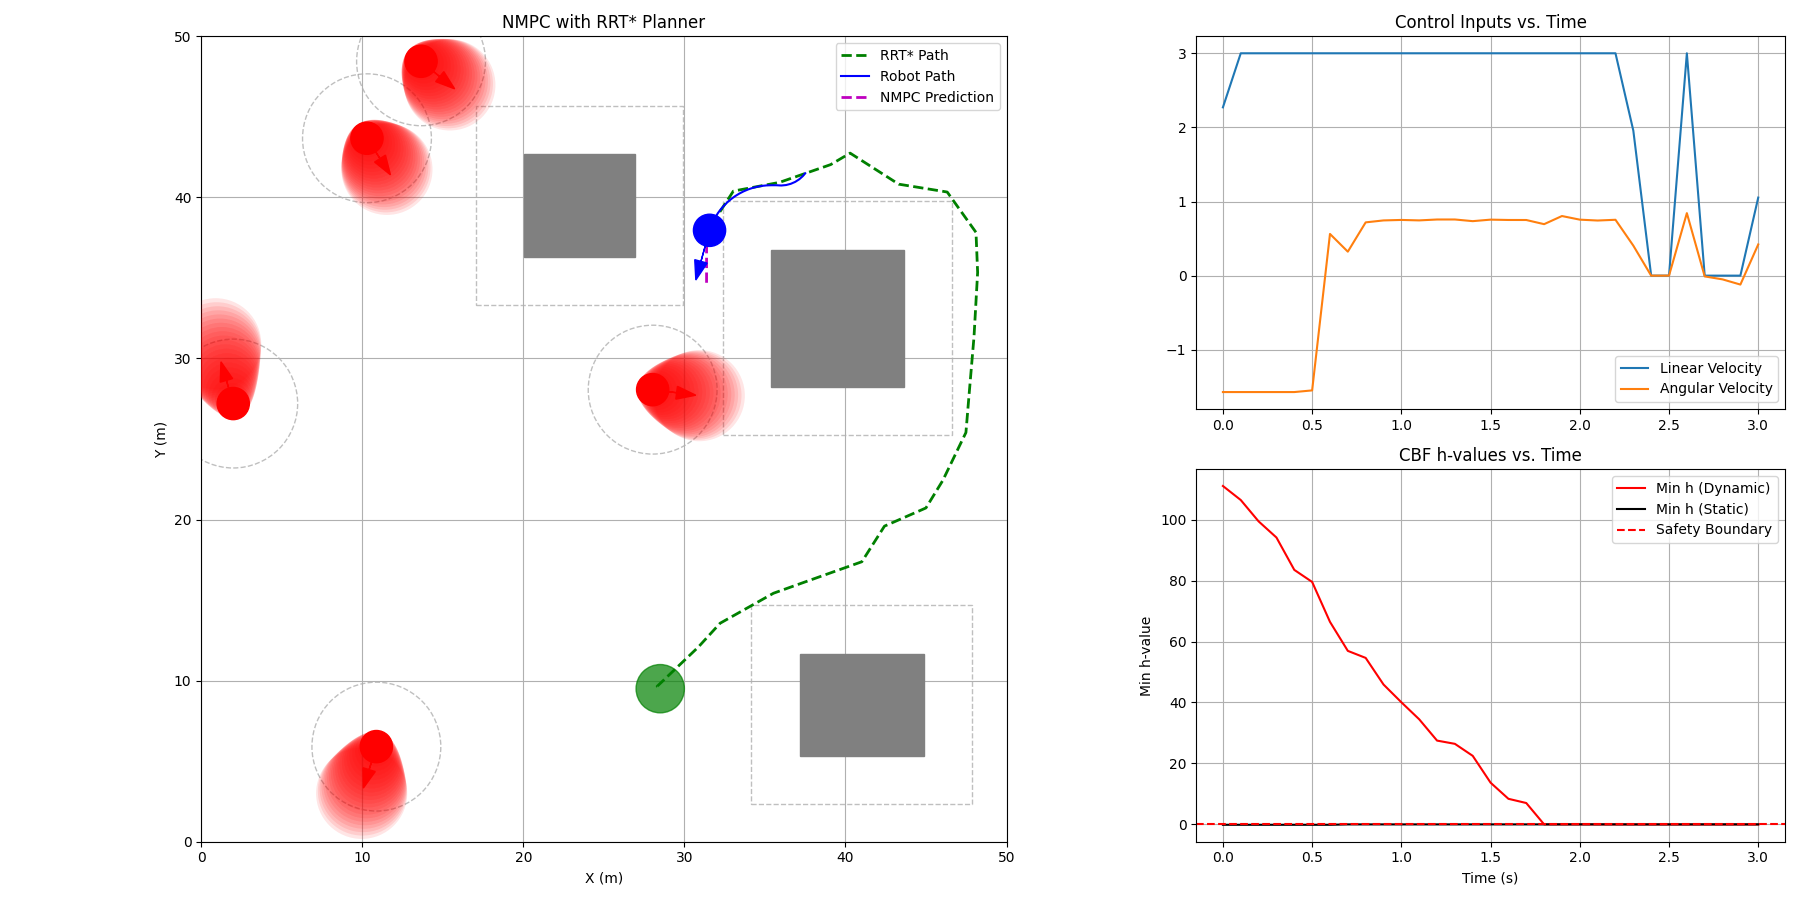 NMPC with RRT* Planner
50
40
30
20
10
0
Y (m)
RRT* Path
Robot Path
NMPC Prediction
0 10 20 30 40 50
X (m)
Control Inputs vs. Time
3
2
1
0
−1
Linear Velocity
Angular Velocity
0.0 0.5 1.0 1.5 2.0 2.5 3.0
CBF h-values vs. Time
100
80
60
40
20
0
Min h-value
Min h (Dynamic)
Min h (Static)
Safety Boundary
0.0 0.5 1.0 1.5 2.0 2.5 3.0
Time (s)